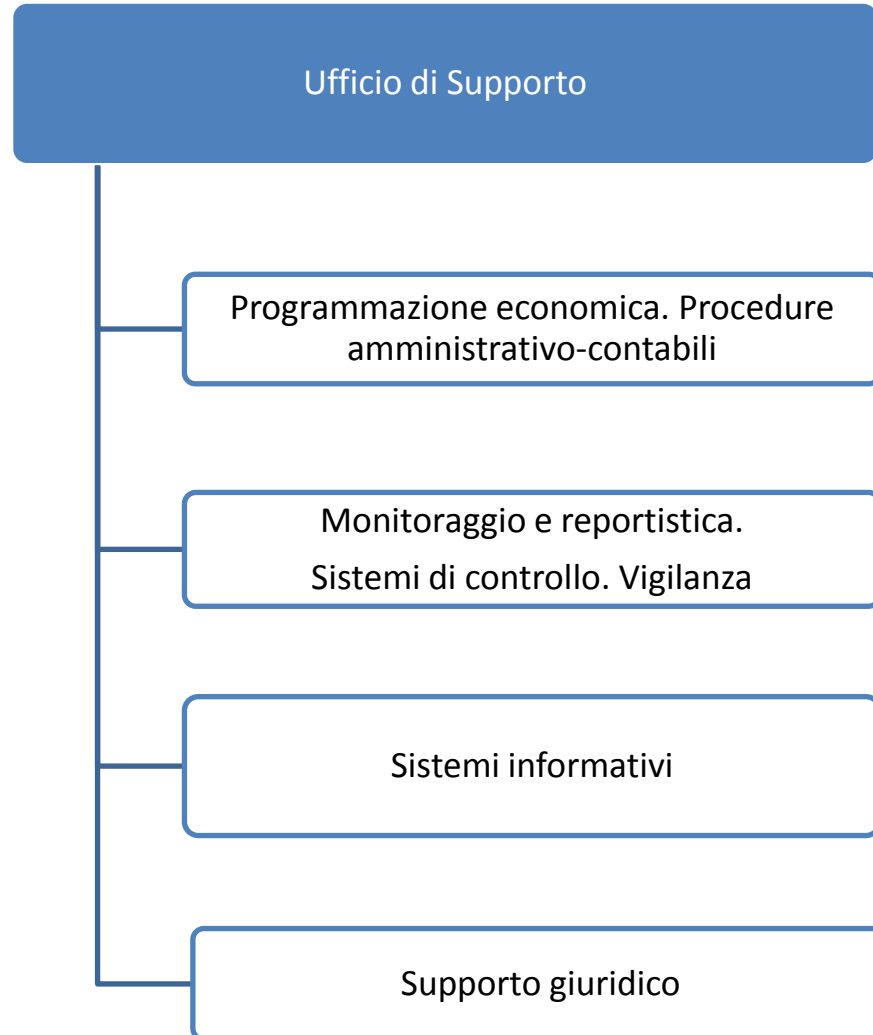 Ufficio di Supporto
Programmazione economica. Procedure
amministrativo-contabili
Monitoraggio e reportistica.
Sistemi di controllo. Vigilanza
Sistemi informativi
Supporto giuridico